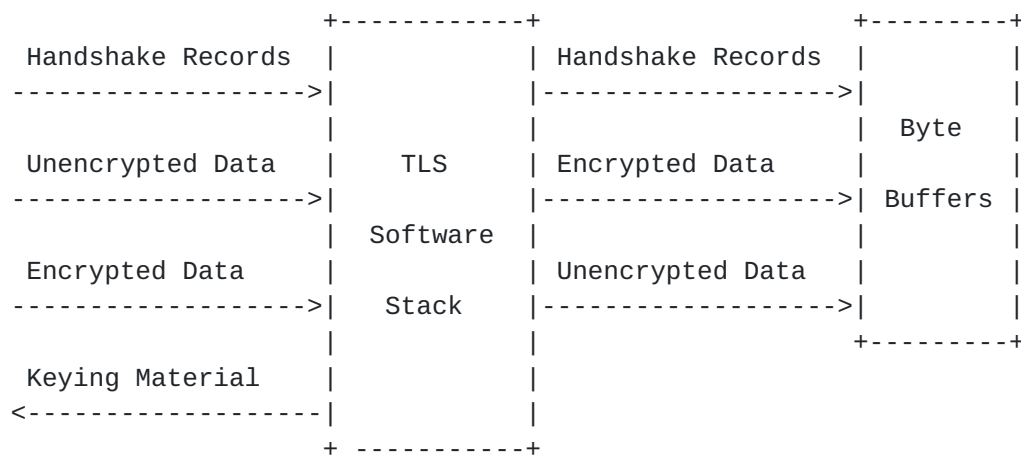 +------------+                    +---------+
 Handshake Records  |            | Handshake Records  |         |
------------------->|            |------------------->|         |
                    |            |                    |  Byte   |
 Unencrypted Data   |    TLS     | Encrypted Data     |         |
------------------->|            |------------------->| Buffers |
                    |  Software  |                    |         |
 Encrypted Data     |            | Unencrypted Data   |         |
------------------->|   Stack    |------------------->|         |
                    |            |                    +---------+
 Keying Material    |            |
<-------------------|            |
                    + -----------+